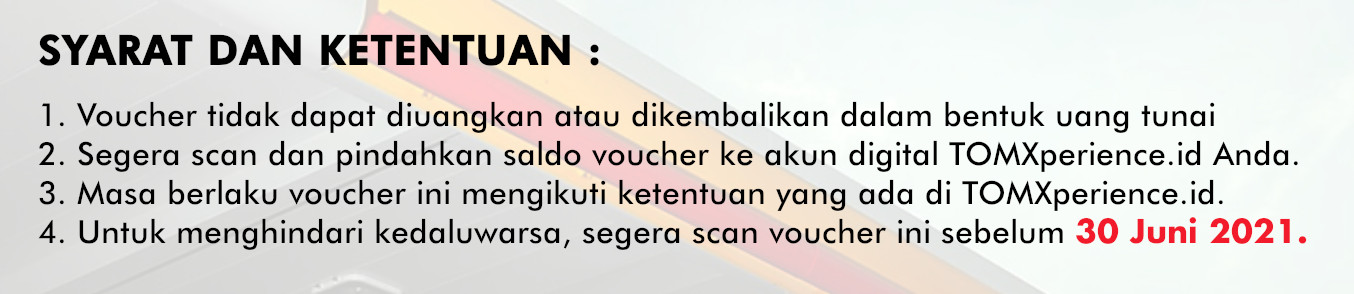 SYARAT DAN KETENTUAN :
1. Voucher tidak dapat diuangkan atau dikembalikan dalam bentuk uang tunai
2. Segera scan dan pindahkan saldo voucher ke akun digital TOMXperience.id Anda.
3. Masa berlaku voucher ini mengikuti ketentuan yang ada di TOMXperience.id.
4. Untuk menghindari kedaluwarsa, segera scan voucher ini sebelum 30 Juni 2021.